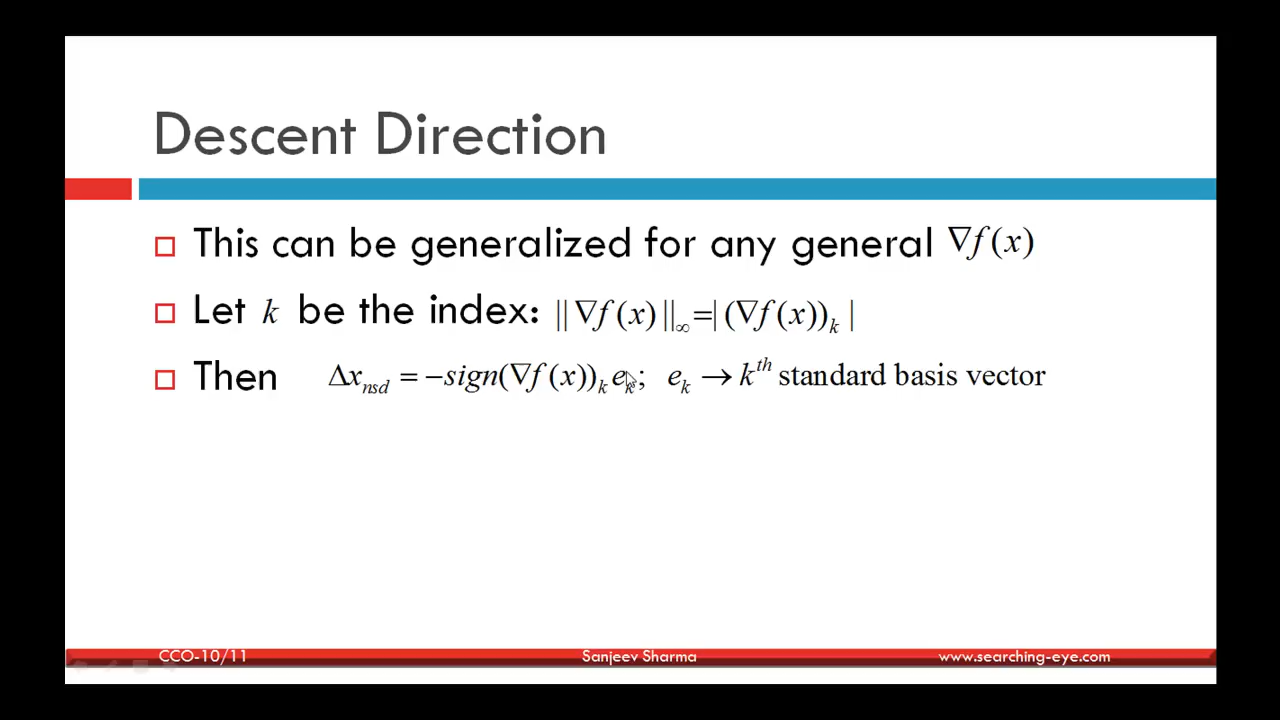 Descent Direction
This can be generalized for any general ∇f(x)
Let k be the index: ||∇f(x)||∞=|(∇f(x))k|
Then Δxnsd = −sign(∇f(x))k ek; ek → kth standard basis vector
CCO-10/11 Sanjeev Sharma www.searching-eye.com